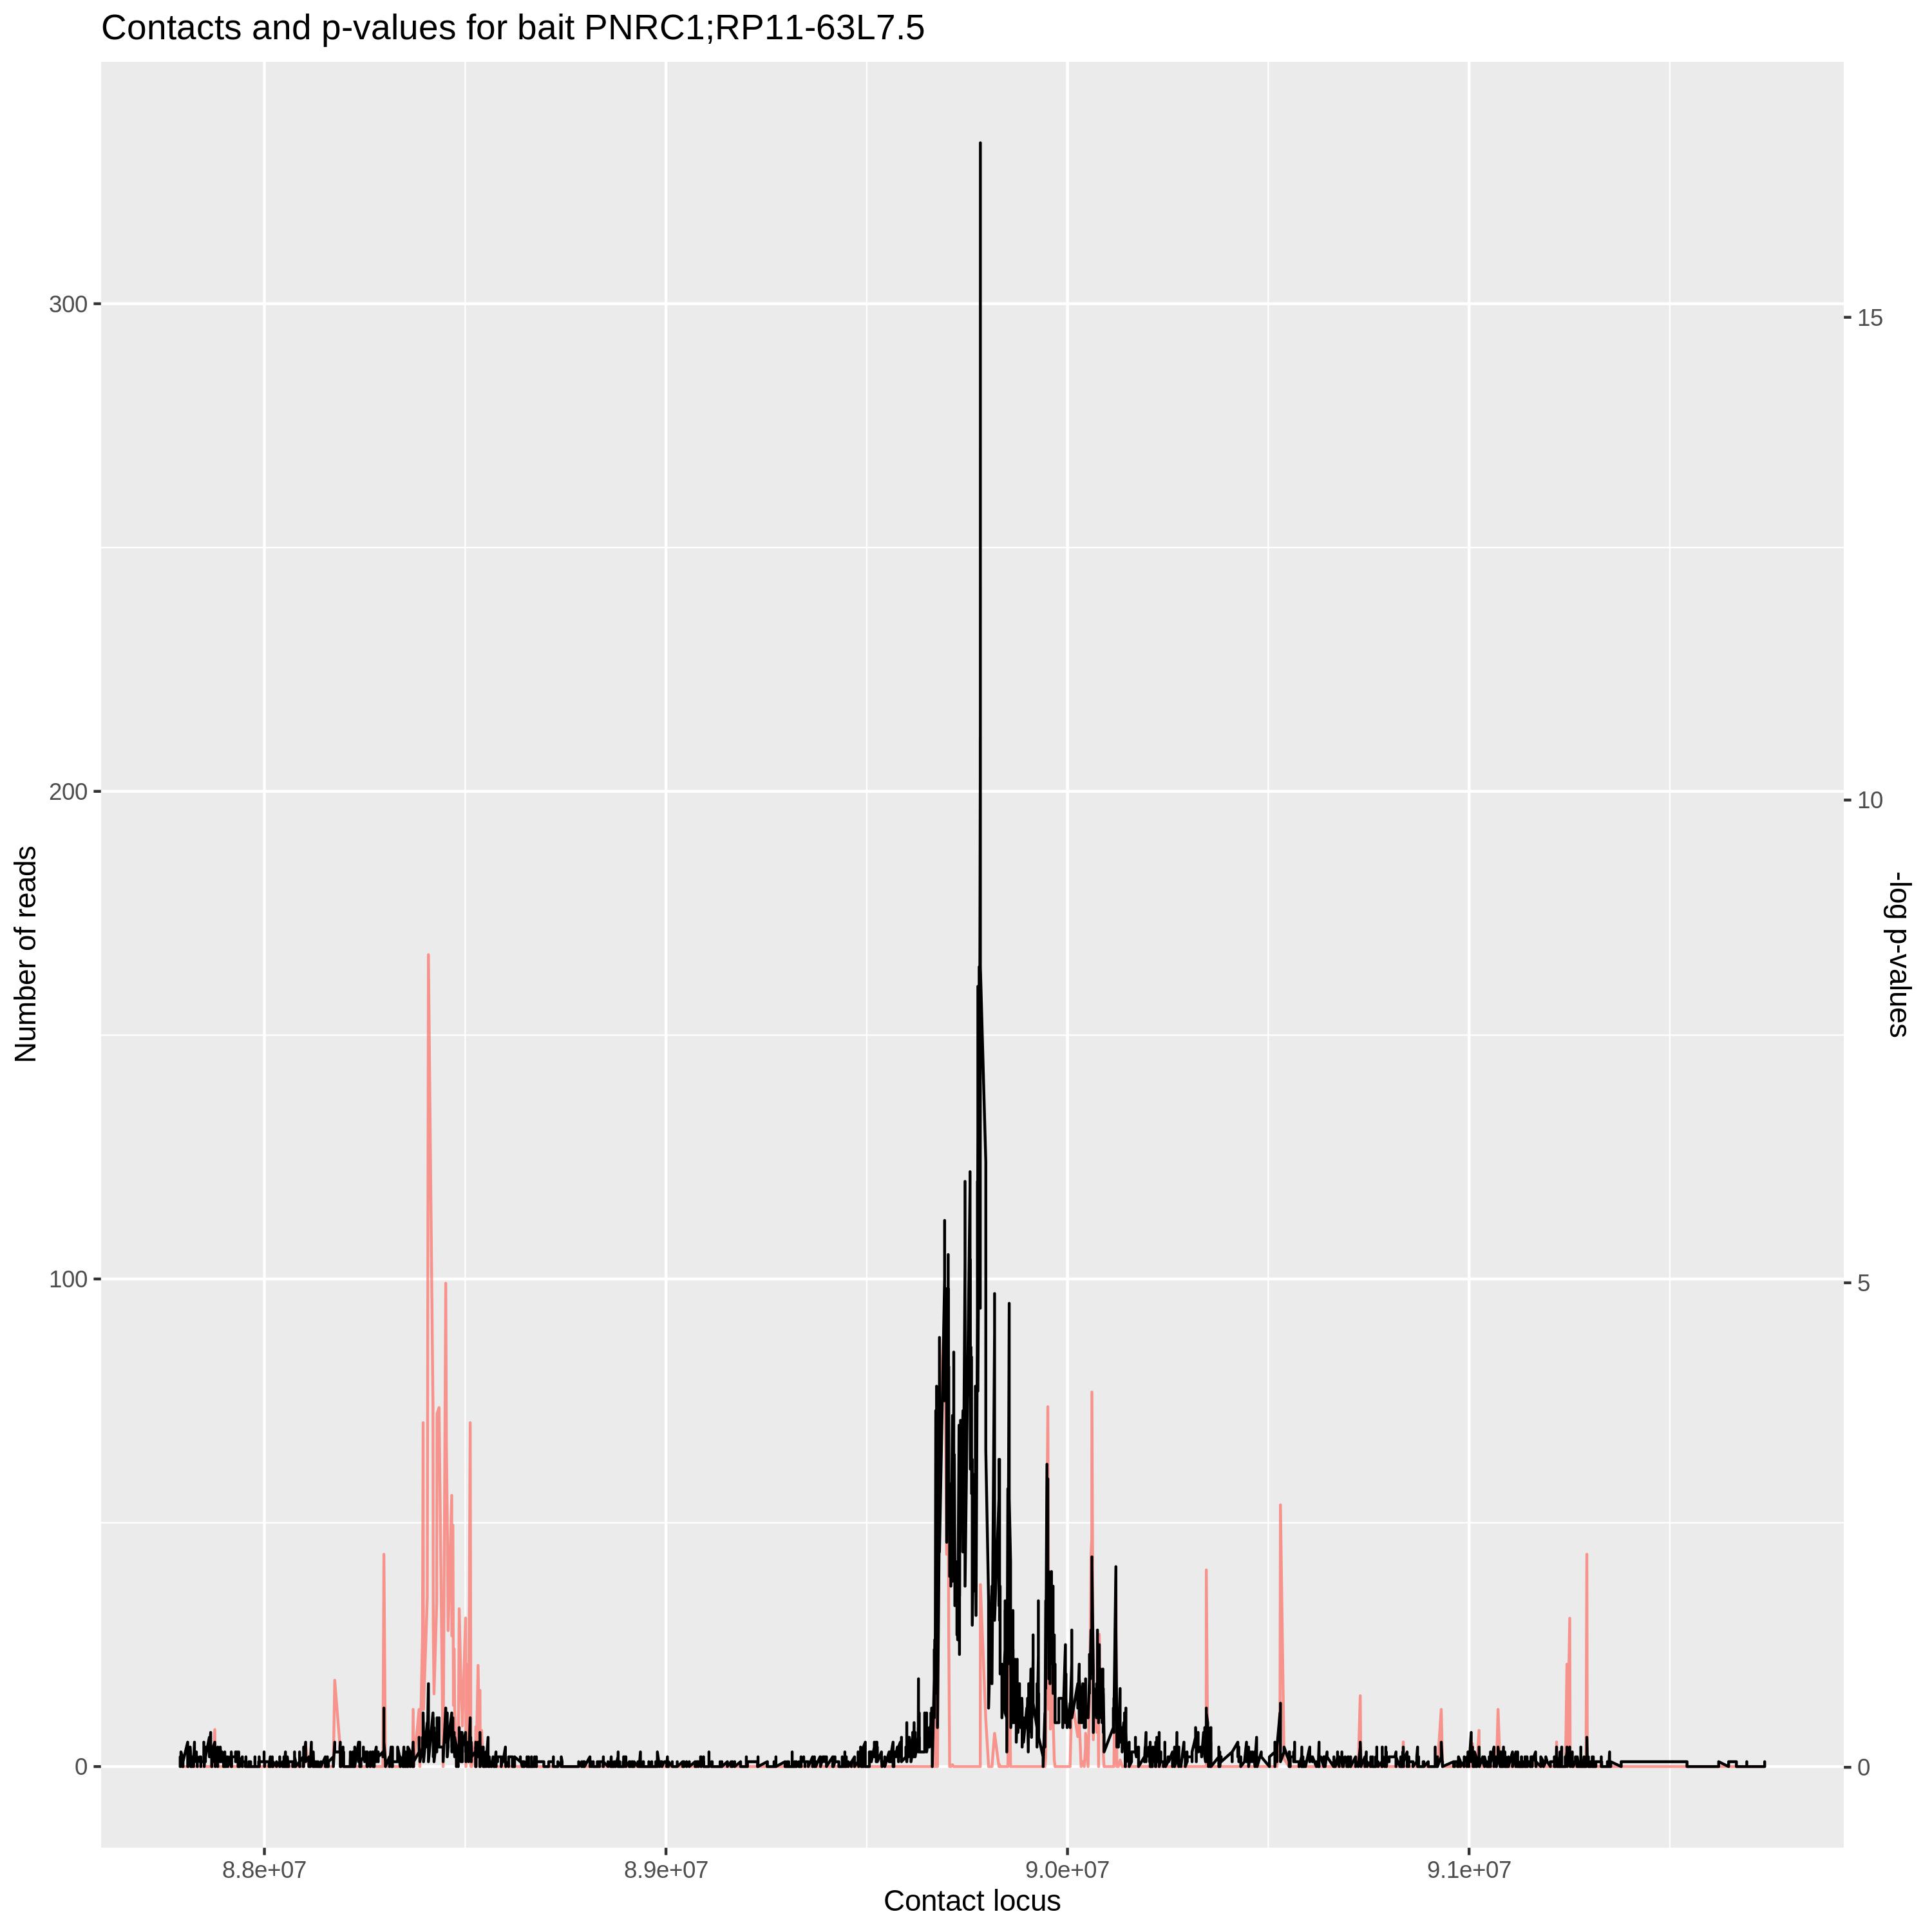 Contacts and p-values for bait PNRC1;RP11-63L7.5
300
200
100
0
15
10
5
0
Number of reads
-log p-values
8.8e+07
8.9e+07
9.0e+07
9.1e+07
Contact locus